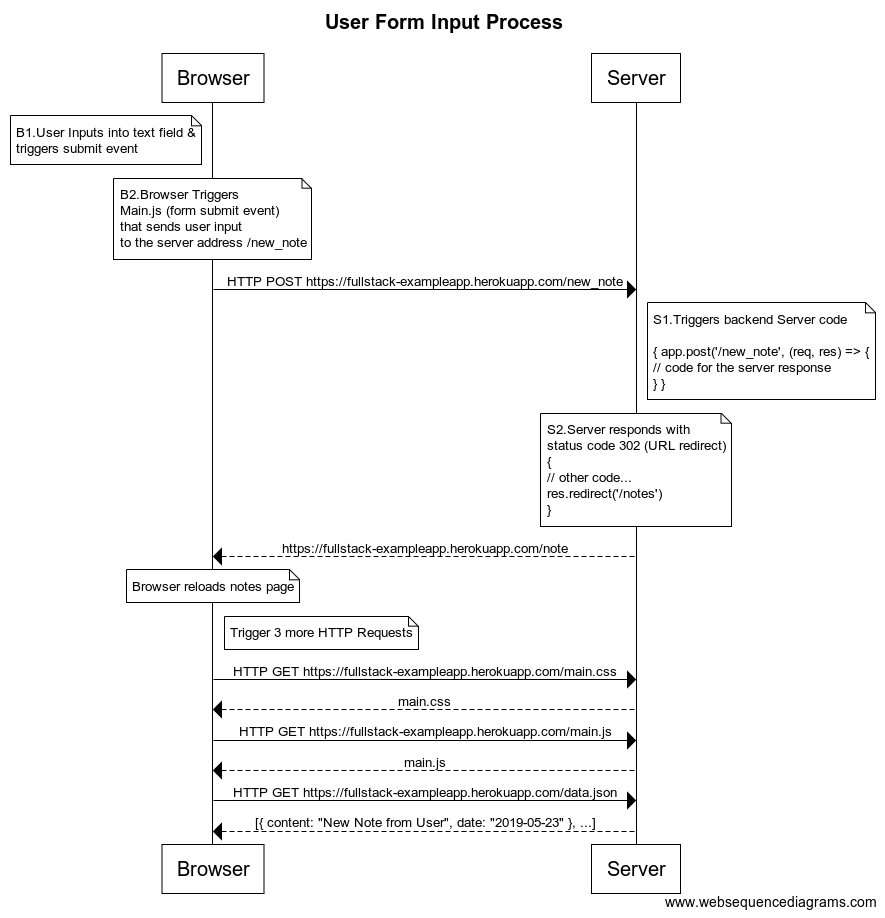 User Form Input Process
Browser
Server
B1.User Inputs into text field &
triggers submit event
B2.Browser Triggers
Main.js (form submit event)
that sends user input
to the server address /new_note
HTTP POST https://fullstack-exampleapp.herokuapp.com/new_note
S1.Triggers backend Server code
{ app.post('/new_note', (req, res) => {
// code for the server response
} }
S2.Server responds with
status code 302 (URL redirect)
{
// other code...
res.redirect('/notes')
}
https://fullstack-exampleapp.herokuapp.com/note
Browser reloads notes page
Trigger 3 more HTTP Requests
HTTP GET https://fullstack-exampleapp.herokuapp.com/main.css
main.css
HTTP GET https://fullstack-exampleapp.herokuapp.com/main.js
main.js
HTTP GET https://fullstack-exampleapp.herokuapp.com/data.json
[{ content: "New Note from User", date: "2019-05-23" }, ...]
Browser
Server
www.websequencediagrams.com